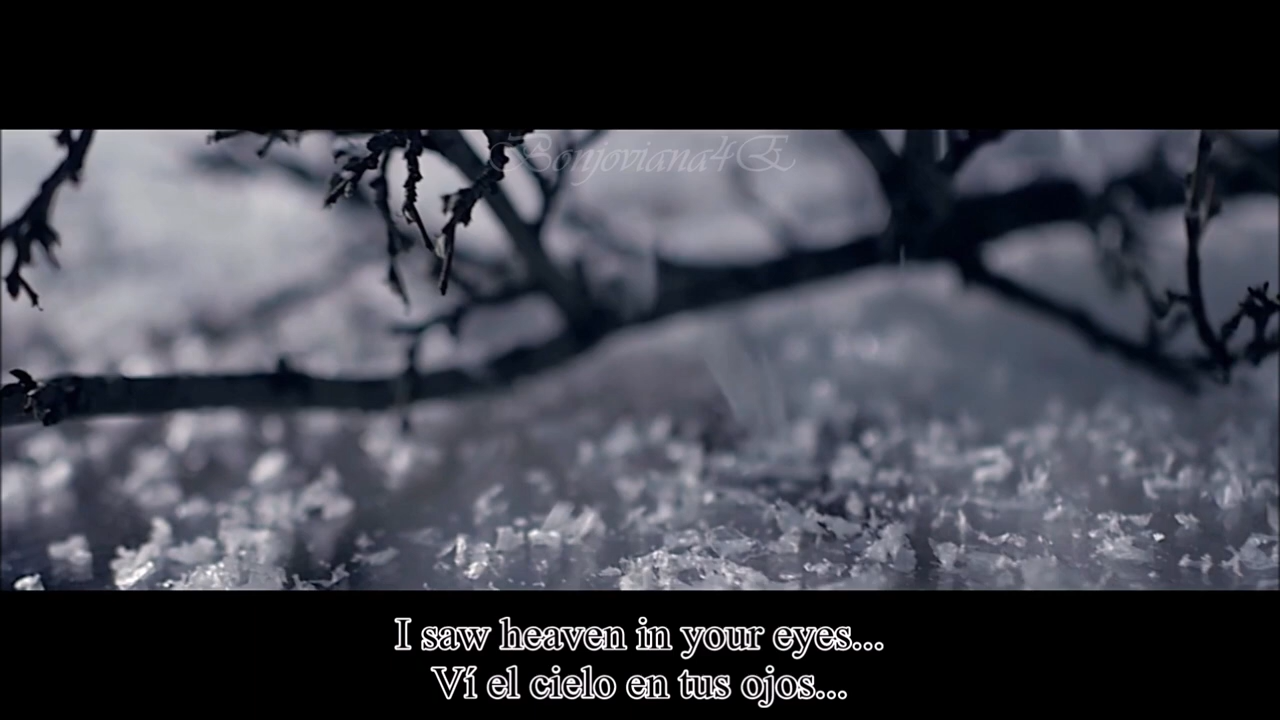 Bonjoviana4E
I saw heaven in your eyes...
Ví el cielo en tus ojos...